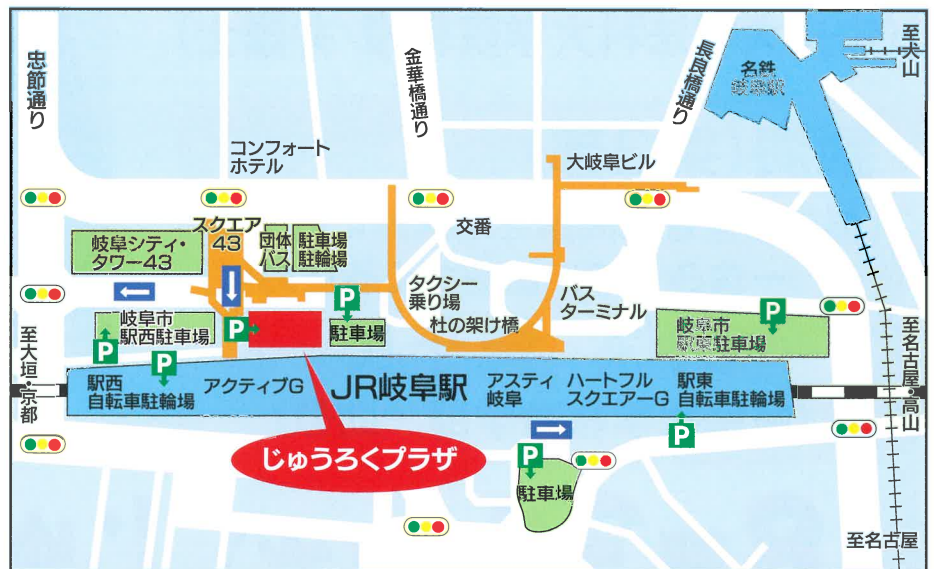 忠節通り
金華橋通り
長良橋通り
名鉄
岐阜駅
至犬山
コンフォート
ホテル
大岐阜ビル
スクエア
43
団体
バス
駐車場
駐輪場
交番
岐阜シティ・
タワー43
タクシー
乗り場
バス
ターミナル
杜の架け橋
P
岐阜市
駅西駐車場
P
P
駐車場
P
岐阜市
駅東駐車場
P
至大垣・京都
至名古屋・高山
P
駅西
自転車駐輪場
アクティブG
JR岐阜駅
アスティ
岐阜
ハートフル
スクエアーG
駅東
自転車駐輪場
P
じゅうろくプラザ
P
駐車場
至名古屋